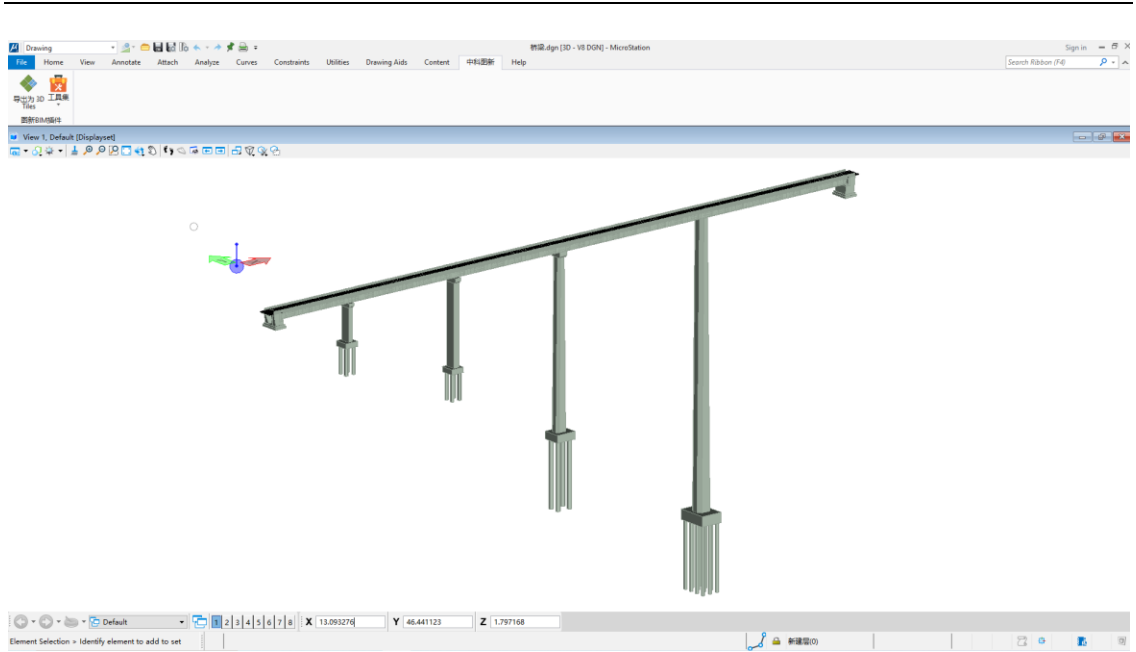 Drawing
桥梁.dgn [3D - V8 DGN] - MicroStation
Sign in
File Home View Annotate Attach Analyze Curves Constraints Utilities Drawing Aids Content 中科图新 Help
Search Ribbon (F4)
导出为 3D 工具集
Tiles
图新BIM插件
View 1, Default [Displayset]
Default 1 2 3 4 5 6 7 8 X 13.093276 Y 46.441123 Z 1.797168
Element Selection > Identify element to add to set
新建层(0)